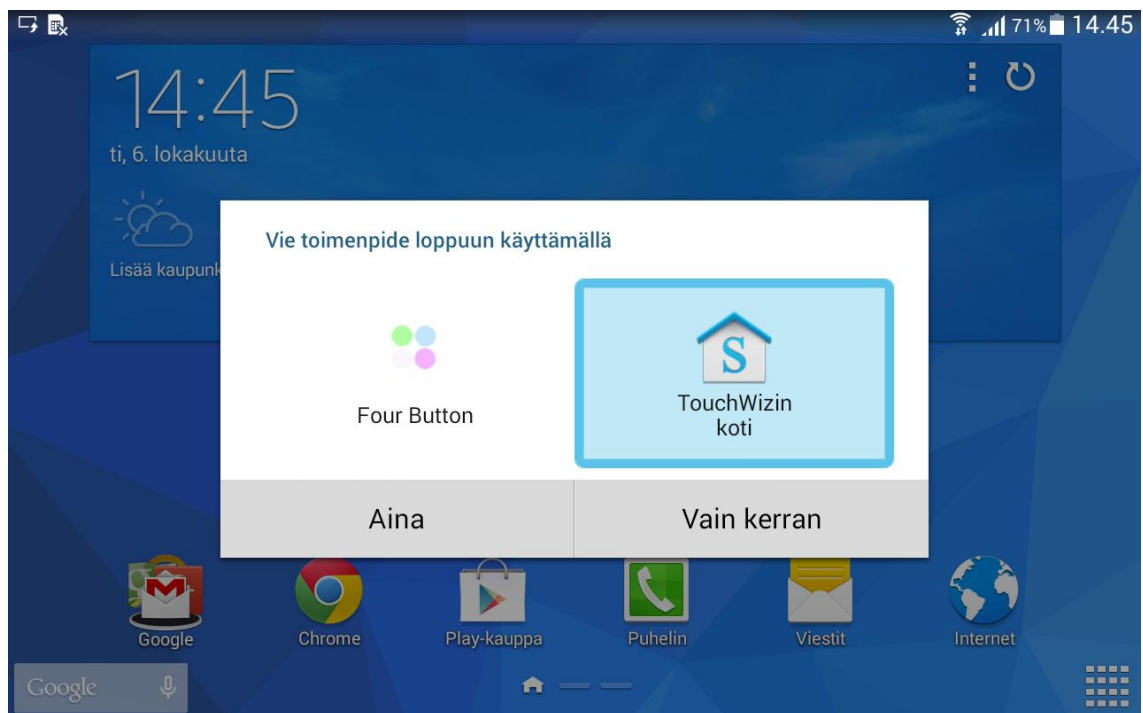 71% 14.45
14:45
ti, 6. lokakuuta
Lisää
Vie toimenpide loppuun käyttämällä
Four Button
S
TouchWizin
koti
Aina
Vain kerran
Google
Chrome
Play-kauppa
Puhelin
Viestit
Internet
Google